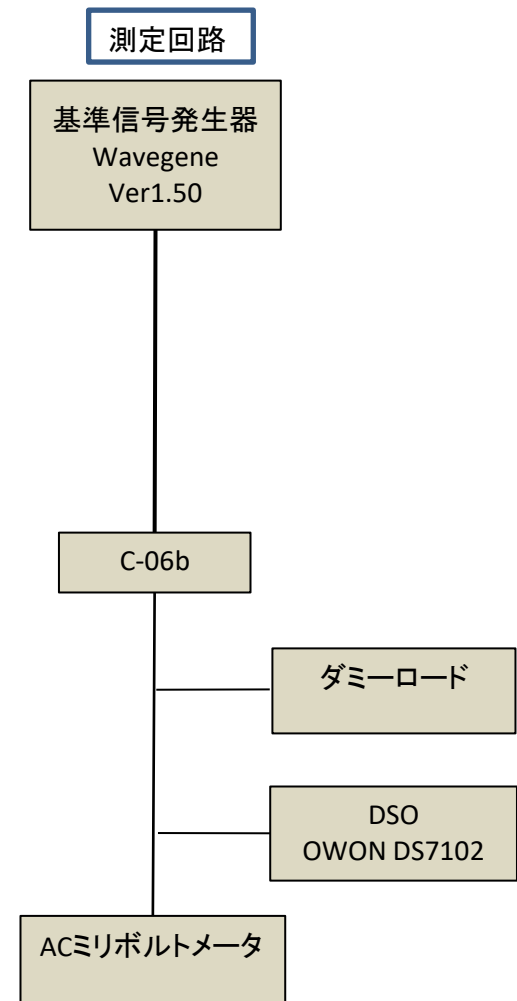 測定回路
基準信号発生器
Wavegene
Ver1.50
C-06b
ダミーロード
DSO
OWON DS7102
ACミリボルトメータ